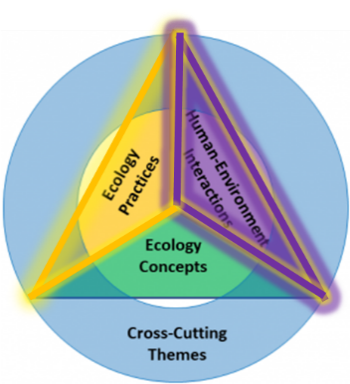 Ecology
Practices
Human-Environment
Interactions
Ecology
Concepts
Cross-Cutting
Themes